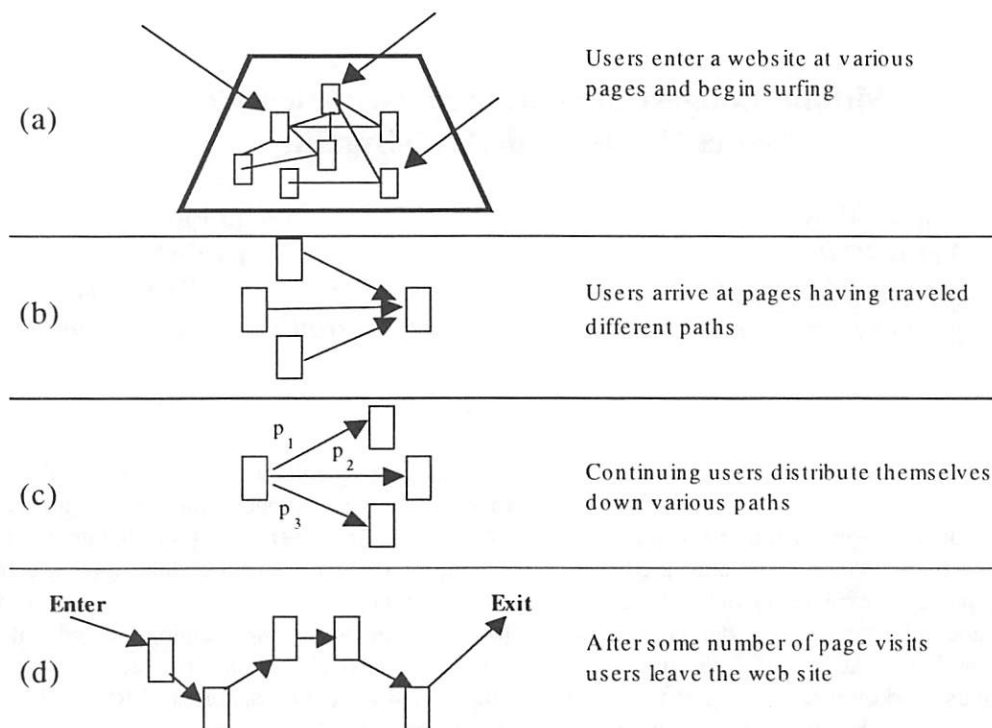 (a)
Users enter a website at various
pages and begin surfing
(b)
Users arrive at pages having traveled
different paths
(c)
p1
p2
p3
Continuing users distribute themselves
down various paths
(d)
Enter
Exit
After some number of page visits
users leave the web site